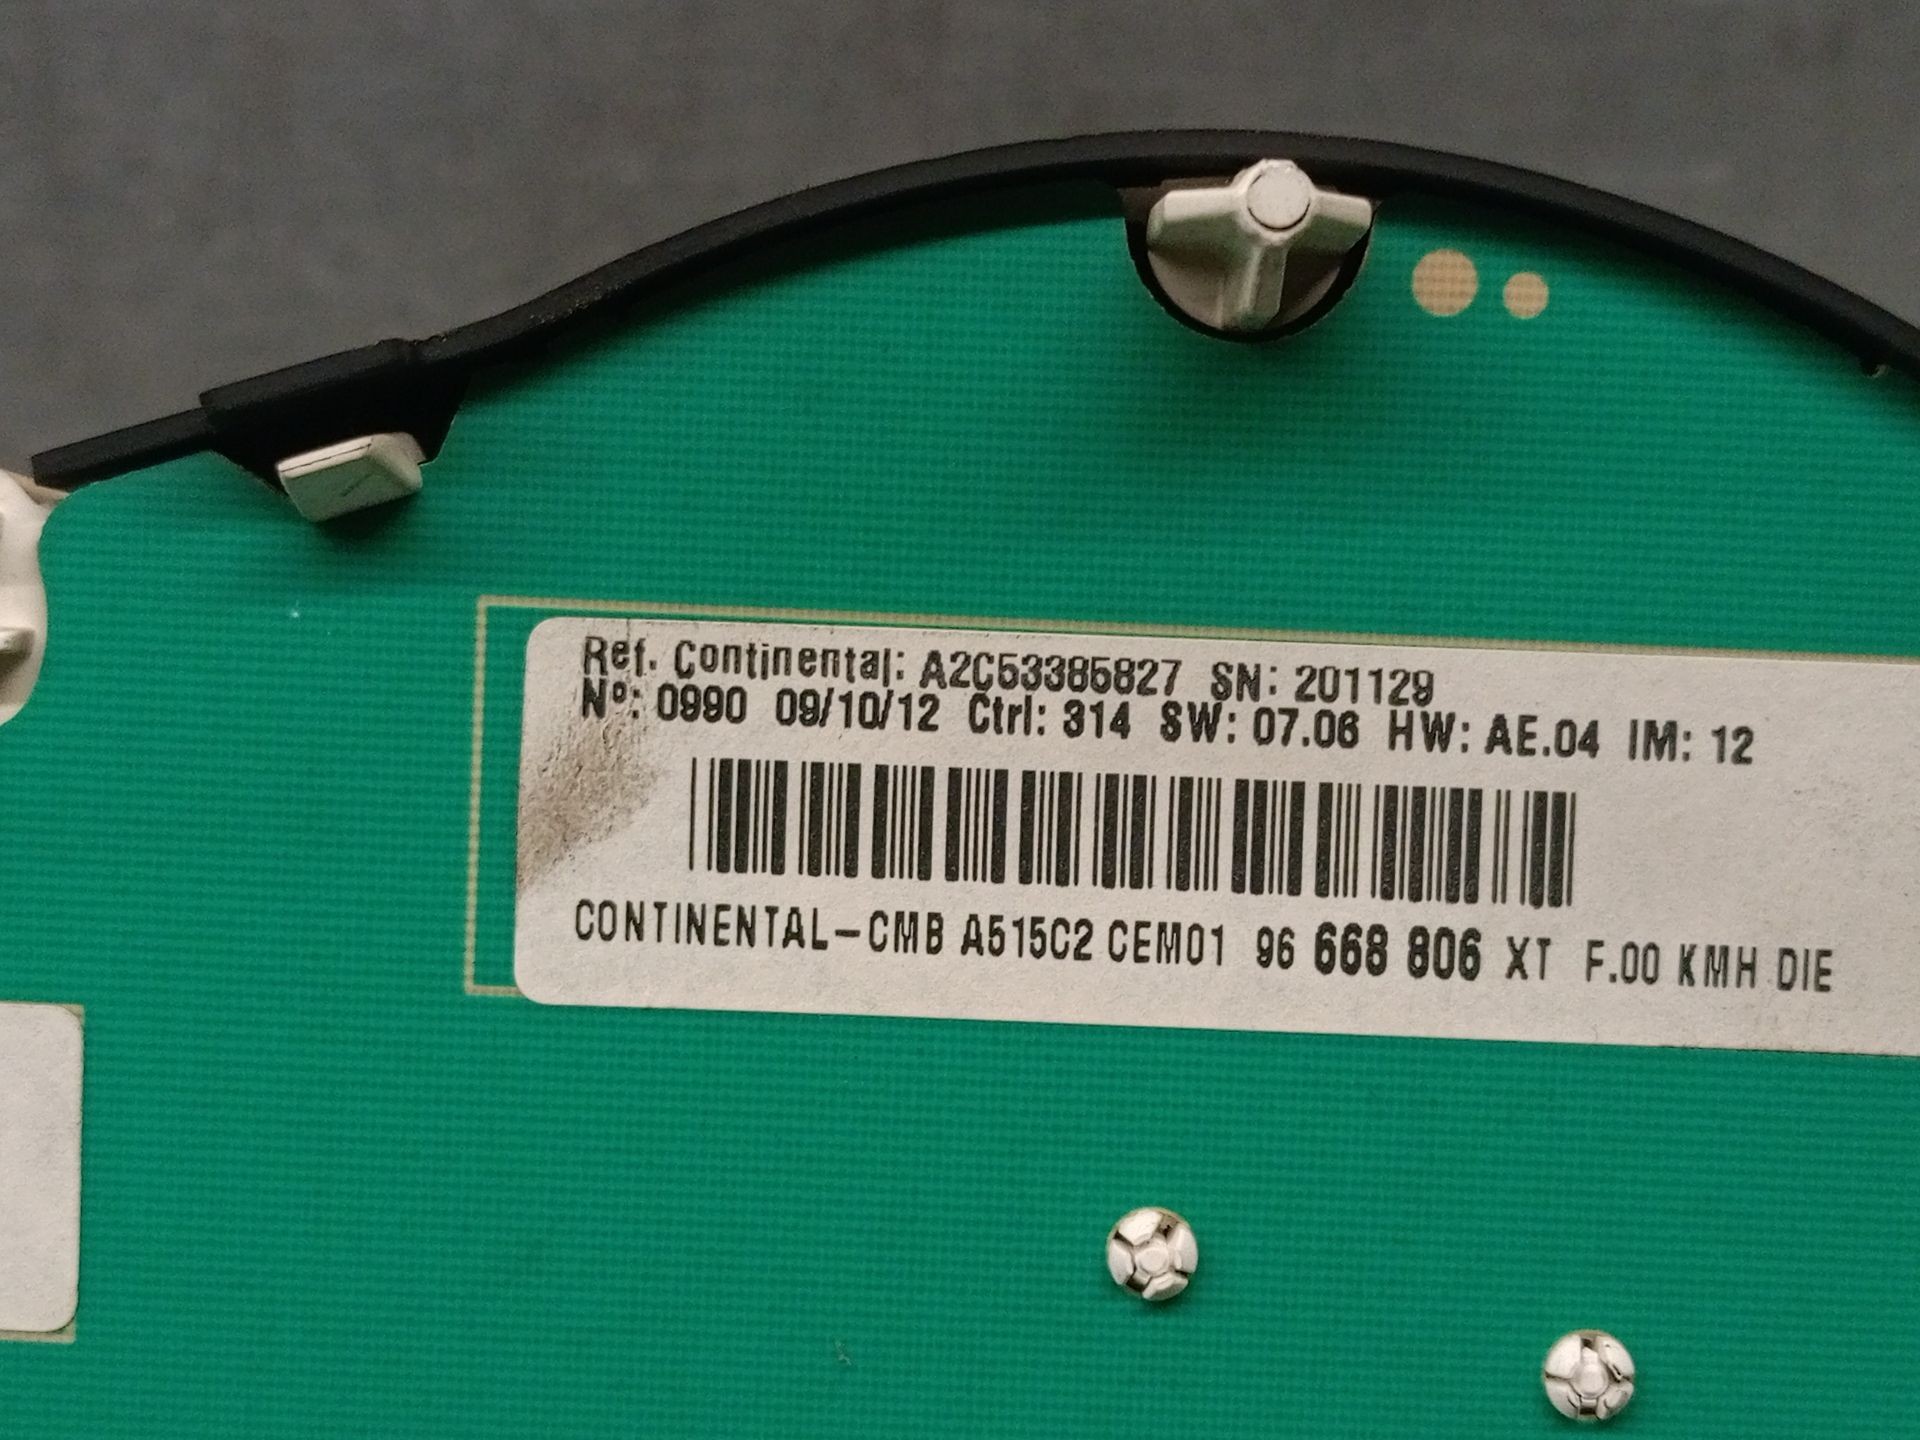 Ref. Continental: A2C53385827 SN: 201129
Nº: 0990 09/10/12 Ctrl: 314 SW: 07.06 HW: AE.04 IM: 12
CONTINENTAL-CMB A515C2 CEM01 96 668 806 XT F.00 KMH DIE